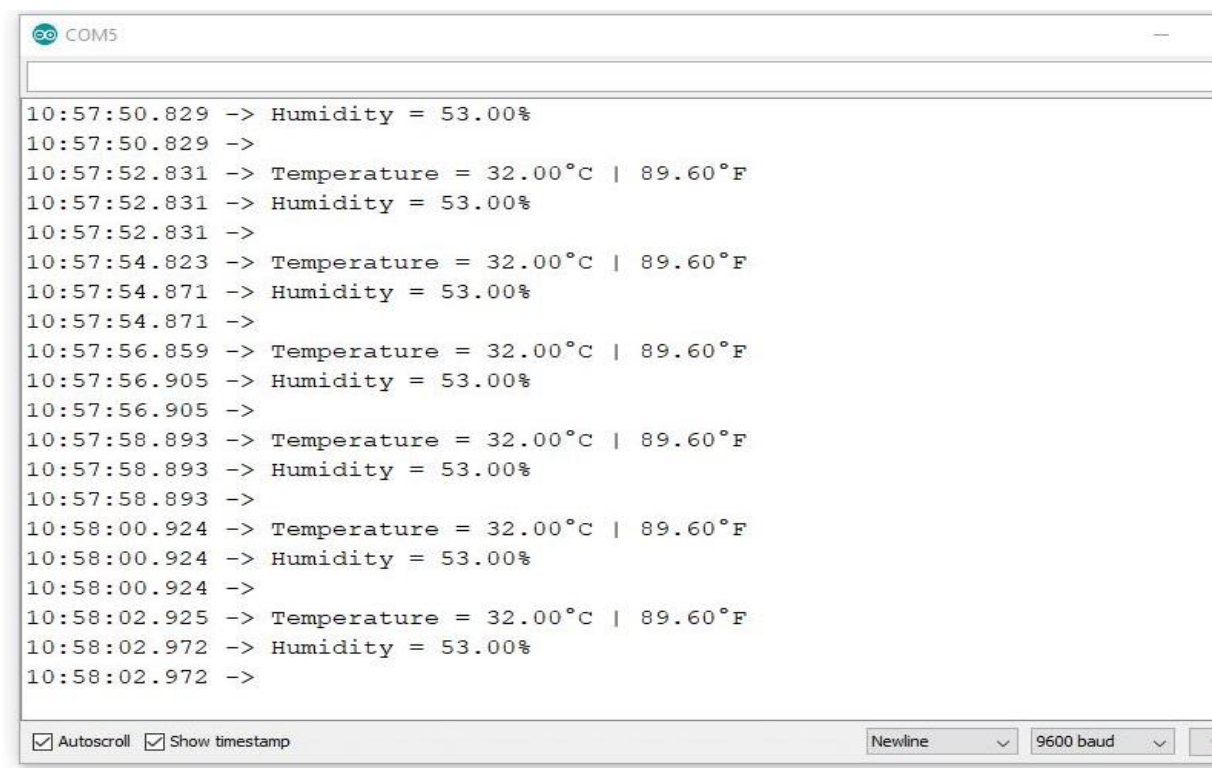 COM5
10:57:50.829 -> Humidity = 53.00%
10:57:50.829 ->
10:57:52.831 -> Temperature = 32.00°C | 89.60°F
10:57:52.831 -> Humidity = 53.00%
10:57:52.831 ->
10:57:54.823 -> Temperature = 32.00°C | 89.60°F
10:57:54.871 -> Humidity = 53.00%
10:57:54.871 ->
10:57:56.859 -> Temperature = 32.00°C | 89.60°F
10:57:56.905 -> Humidity = 53.00%
10:57:56.905 ->
10:57:58.893 -> Temperature = 32.00°C | 89.60°F
10:57:58.893 -> Humidity = 53.00%
10:57:58.893 ->
10:58:00.924 -> Temperature = 32.00°C | 89.60°F
10:58:00.924 -> Humidity = 53.00%
10:58:00.924 ->
10:58:02.925 -> Temperature = 32.00°C | 89.60°F
10:58:02.972 -> Humidity = 53.00%
10:58:02.972 ->
Autoscroll Show timestamp Newline 9600 baud